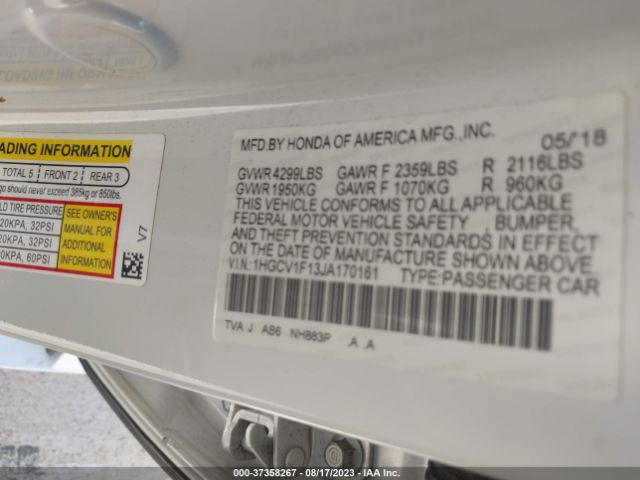 ADING INFORMATION
TOTAL 5 FRONT 2 REAR 3
go should never exceed 385kg or 850lbs.
LD TIRE PRESSURE
20KPA, 32PSI
20KPA, 32PSI
0KPA, 60PSI
SEE OWNER'S
MANUAL FOR
ADDITIONAL
INFORMATION
V7
MFD.BY HONDA OF AMERICA MFG.,INC. 05/18
GVWR 4299LBS GAWR F 2359LBS R 2116LBS
GVWR 1950KG GAWR F 1070KG R 960KG
THIS VEHICLE CONFORMS TO ALL APPLICABLE
FEDERAL MOTOR VEHICLE SAFETY , BUMPER,
AND THEFT PREVENTION STANDARDS IN EFFECT
ON THE DATE OF MANUFACTURE SHOWN ABOVE
V.I.N.:1HGCV1F13JA170161 TYPE:PASSENGER CAR
TVA J AB6 NH883P .A .A
000-37358267 - 08/17/2023 - IAA Inc.